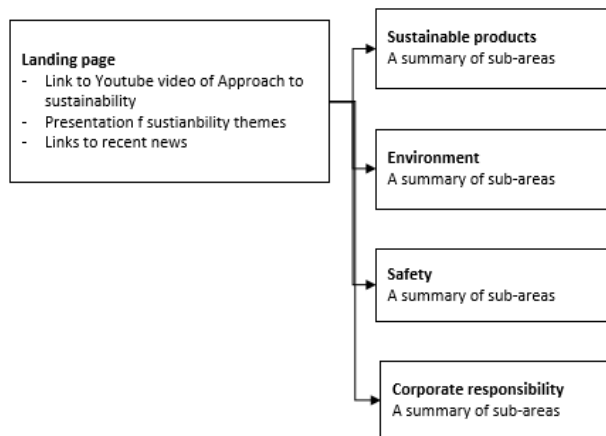 Landing page
- Link to Youtube video of Approach to
sustainability
- Presentation f sustianbility themes
- Links to recent news
Sustainable products
A summary of sub-areas
Environment
A summary of sub-areas
Safety
A summary of sub-areas
Corporate responsibility
A summary of sub-areas